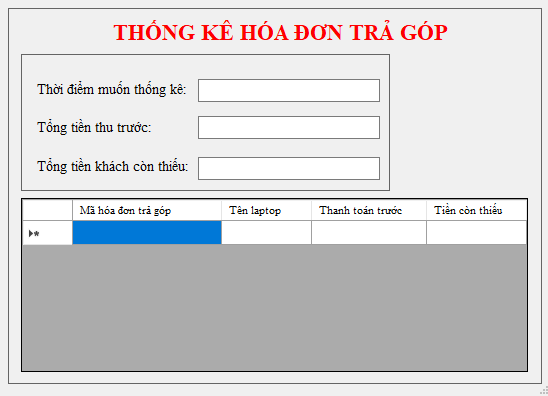 THỐNG KÊ HÓA ĐƠN TRẢ GÓP
Thời điểm muốn thống kê:
Tổng tiền thu trước:
Tổng tiền khách còn thiếu:
Mã hóa đơn trả góp Tên laptop Thanh toán trước Tiền còn thiếu